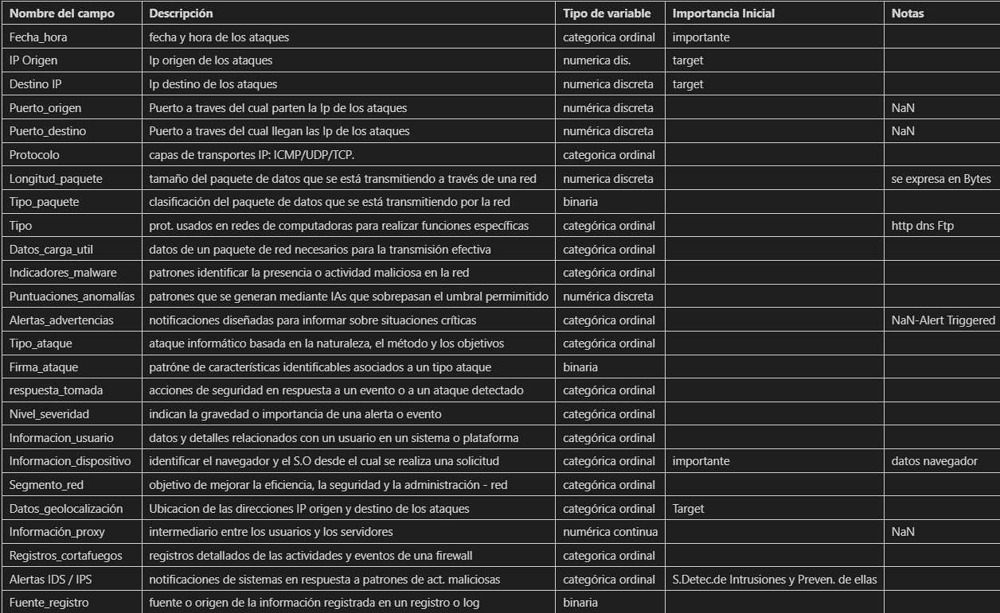 Nombre del campo Descripción Tipo de variable Importancia Inicial Notas
Fecha_hora fecha y hora de los ataques categorica ordinal importante
IP Origen Ip origen de los ataques numerica dis. target
Destino IP Ip destino de los ataques numerica discreta target
Puerto_origen Puerto a traves del cual parten la Ip de los ataques numérica discreta NaN
Puerto_destino Puerto a traves del cual llegan las Ip de los ataques numérica discreta NaN
Protocolo capas de transportes IP: ICMP/UDP/TCP. categorica ordinal
Longitud_paquete tamaño del paquete de datos que se está transmitiendo a través de una red numerica discreta se expresa en Bytes
Tipo_paquete clasificación del paquete de datos que se está transmitiendo por la red binaria
Tipo prot. usados en redes de computadoras para realizar funciones específicas categórica ordinal http dns Ftp
Datos_carga_util datos de un paquete de red necesarios para la transmisión efectiva categórica ordinal
Indicadores_malware patrones identificar la presencia o actividad maliciosa en la red categórica ordinal
Puntuaciones_anomalías patrones que se generan mediante IAs que sobrepasan el umbral permimitido numérica discreta
Alertas_advertencias notificaciones diseñadas para informar sobre situaciones críticas categórica ordinal NaN-Alert Triggered
Tipo_ataque ataque informático basada en la naturaleza, el método y los objetivos categórica ordinal
Firma_ataque patróne de características identificables asociados a un tipo ataque binaria
respuesta_tomada acciones de seguridad en respuesta a un evento o a un ataque detectado categórica ordinal
Nivel_severidad indican la gravedad o importancia de una alerta o evento categórica ordinal
Informacion_usuario datos y detalles relacionados con un usuario en un sistema o plataforma categórica ordinal
Informacion_dispositivo identificar el navegador y el S.O desde el cual se realiza una solicitud categórica ordinal importante datos navegador
Segmento_red objetivo de mejorar la eficiencia, la seguridad y la administración - red categórica ordinal
Datos_geolocalización Ubicacion de las direcciones IP origen y destino de los ataques categórica ordinal Target
Información_proxy intermediario entre los usuarios y los servidores numérica continua NaN
Registros_cortafuegos registros detallados de las actividades y eventos de una firewall categorica ordinal
Alertas IDS / IPS notificaciones de sistemas en respuesta a patrones de act. maliciosas categórica ordinal S.Detec.de Intrusiones y Preven. de ellas
Fuente_registro fuente o origen de la información registrada en un registro o log binaria